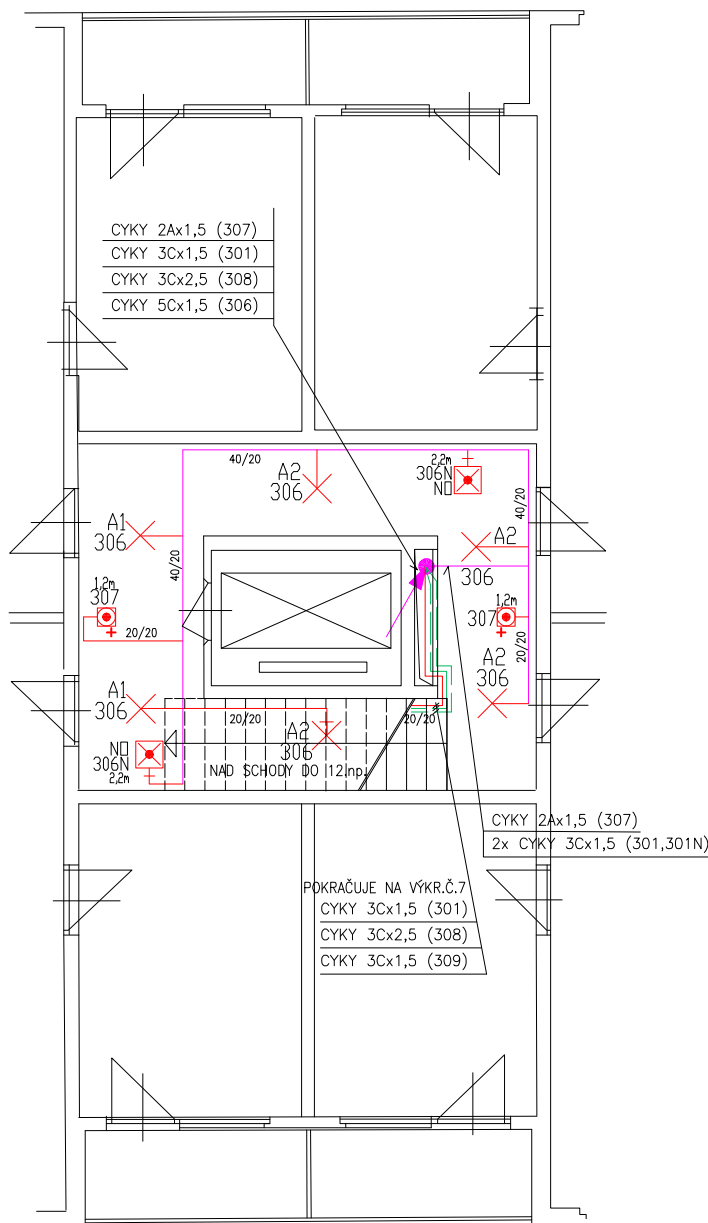 CYKY 2Ax1,5 (307)
CYKY 3Cx1,5 (301)
CYKY 3Cx2,5 (308)
CYKY 5Cx1,5 (306)
40/20
A2
306
2,2m
306N
NO
40/20
A1
306
40/20
A2
306
1,2m
307
20/20
1,2m
307
20/20
A1
306
20/20
A2
306
20/20
A2
306
NO
306N
2,2m
NAD SCHODY DO 12.np.
CYKY 2Ax1,5 (307)
2x CYKY 3Cx1,5 (301,301N)
POKRAČUJE NA VÝKR.Č.7
CYKY 3Cx1,5 (301)
CYKY 3Cx2,5 (308)
CYKY 3Cx1,5 (309)